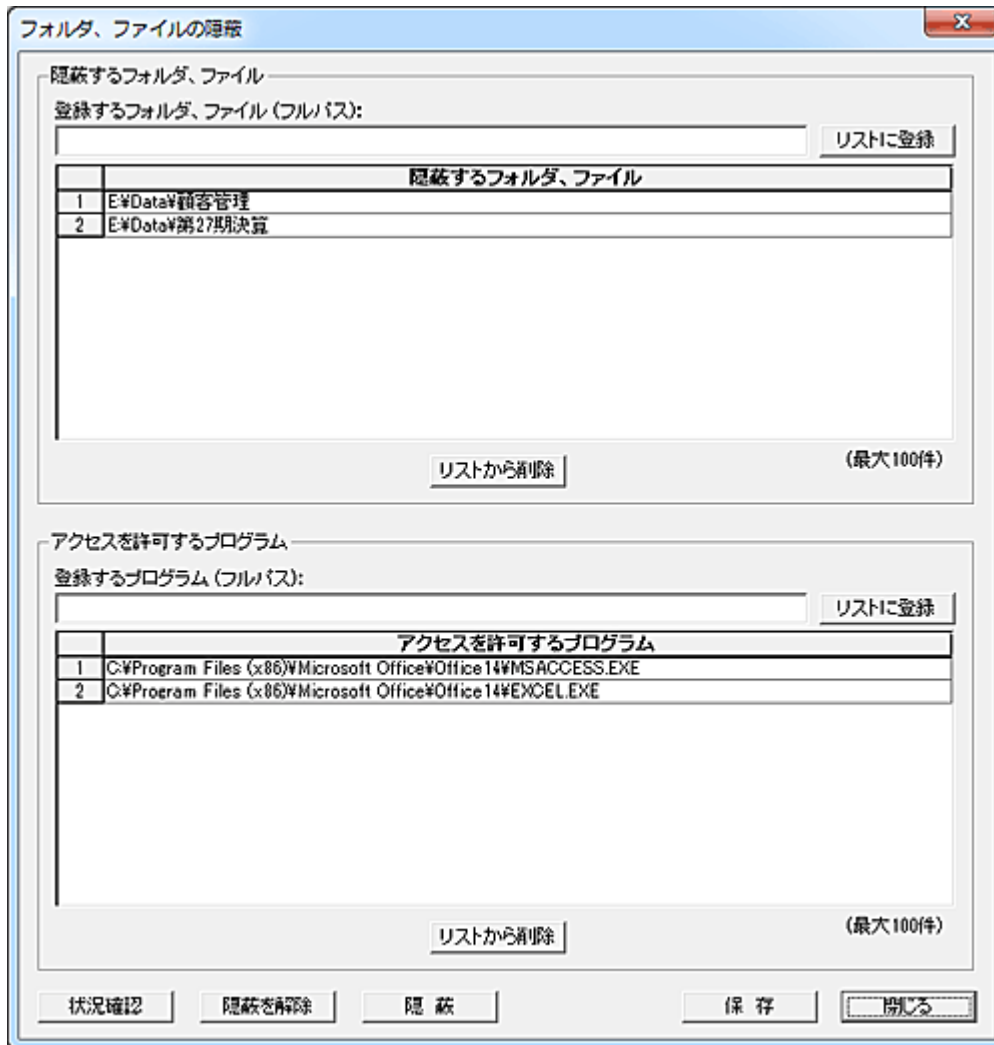 フォルダ、ファイルの隠蔽
隠蔽するフォルダ、ファイル
登録するフォルダ、ファイル(フルパス):
リストに登録
隠蔽するフォルダ、ファイル
1 E:¥Data¥顧客管理
2 E:¥Data¥第27期決算
リストから削除
(最大100件)
アクセスを許可するプログラム
登録するプログラム(フルパス):
リストに登録
アクセスを許可するプログラム
1 C:¥Program Files (x86)¥Microsoft Office¥Office14¥MSACCESS.EXE
2 C:¥Program Files (x86)¥Microsoft Office¥Office14¥EXCEL.EXE
リストから削除
(最大100件)
状況確認 隠蔽を解除 隠 蔽 保 存 閉じる